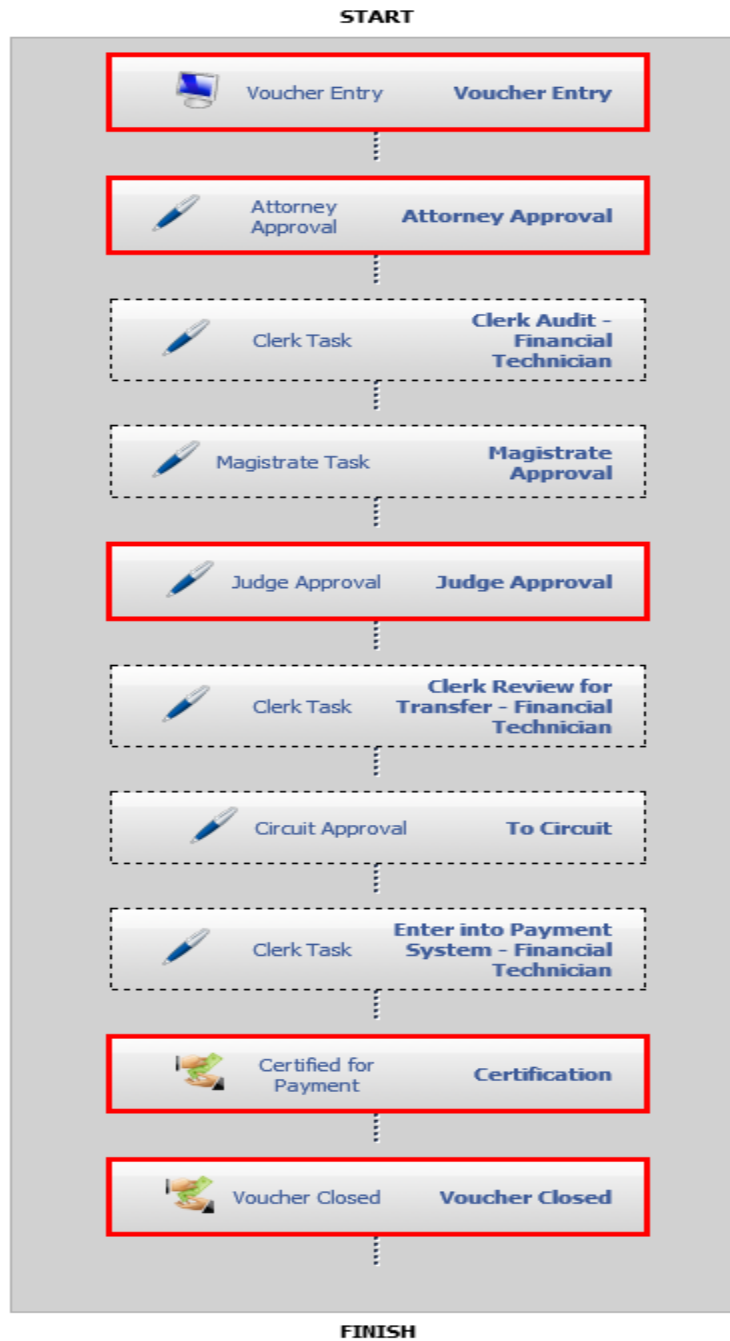 START
Voucher Entry Voucher Entry
Attorney
Approval
Attorney Approval
Clerk Task
Clerk Audit -
Financial
Technician
Magistrate Task
Magistrate
Approval
Judge Approval Judge Approval
Clerk Task
Clerk Review for
Transfer - Financial
Technician
Circuit Approval To Circuit
Clerk Task
Enter into Payment
System - Financial
Technician
Certified for
Payment
Certification
Voucher Closed Voucher Closed
FINISH